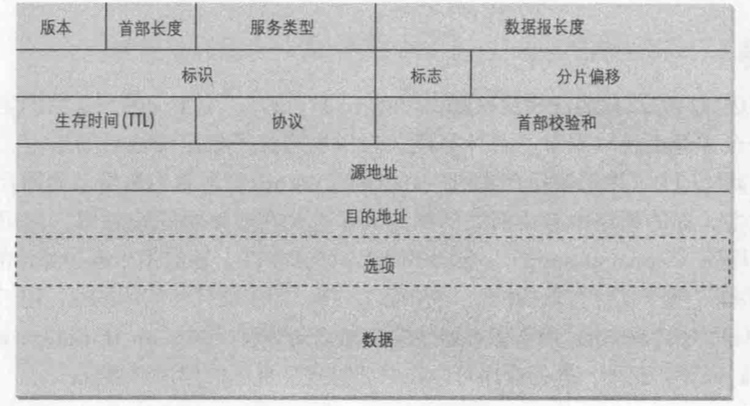 版本 首部长度 服务类型 数据报长度
标识 标志 分片偏移
生存时间(TTL) 协议 首部校验和
源地址
目的地址
选项
数据